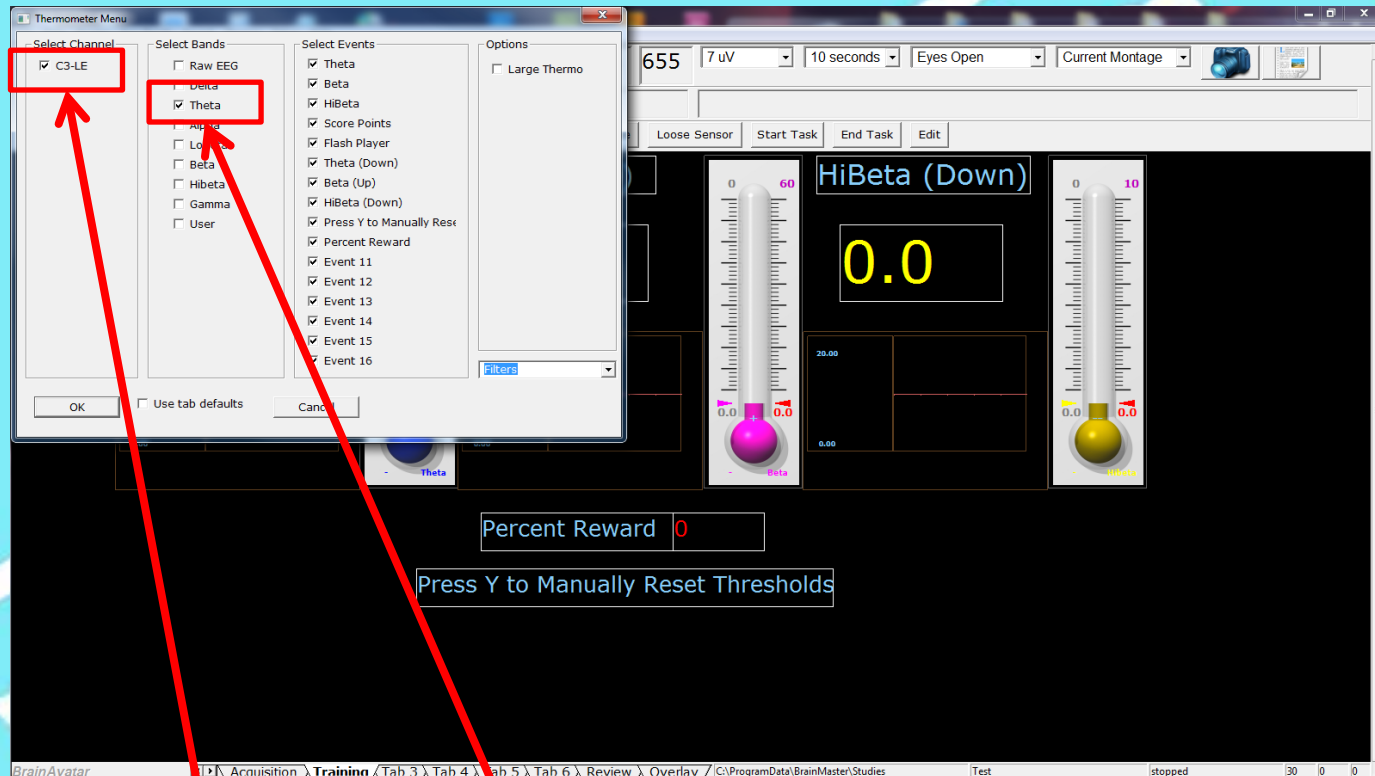 Thermometer Menu
Select Channel
C3-LE
Select Bands
Raw EEG
Delta
Theta
Alpha
Beta
Hibeta
Gamma
User
Select Events
Theta
Beta
HiBeta
Score Points
Flash Player
Theta (Down)
Beta (Up)
HiBeta (Down)
Press Y to Manually Rese
Percent Reward
Event 11
Event 12
Event 13
Event 14
Event 15
Event 16
Options
Large Thermo
Filters
OK
Use tab defaults
655
7 uV
10 seconds
Eyes Open
Current Montage
Loose Sensor
Start Task
End Task
Edit
HiBeta (Down)
0 60
0 10
0.0
20.00
0.0 0.0
0.0 0.0
0.00
- Theta
- Beta
- Hibeta
Percent Reward 0
Press Y to Manually Reset Thresholds
BrainAvatar
Acquisition Training Tab 3 Tab 4 Tab 5 Tab 6 Review Overlay C:\ProgramData\BrainMaster\Studies Test stopped 30 0 0